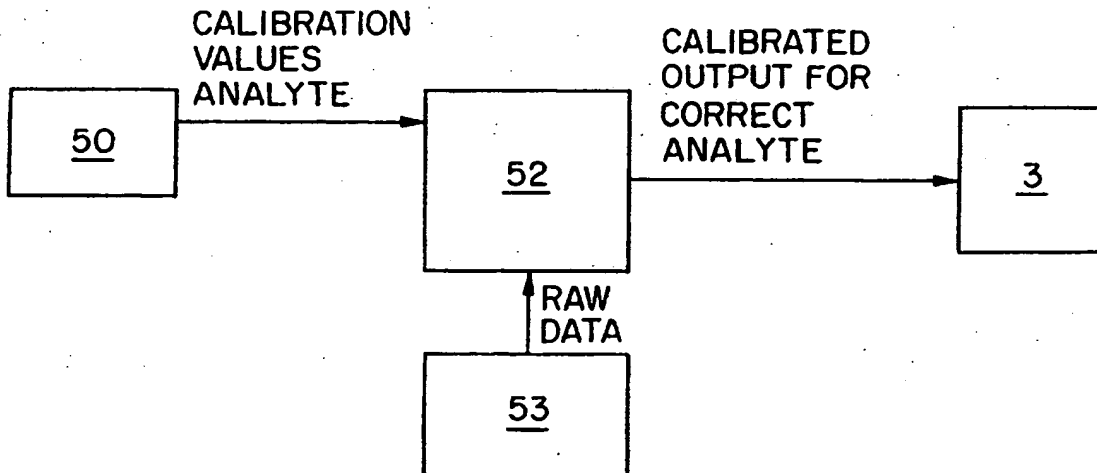 CALIBRATION
VALUES
ANALYTE
50
52
CALIBRATED
OUTPUT FOR
CORRECT
ANALYTE
3
RAW
DATA
53